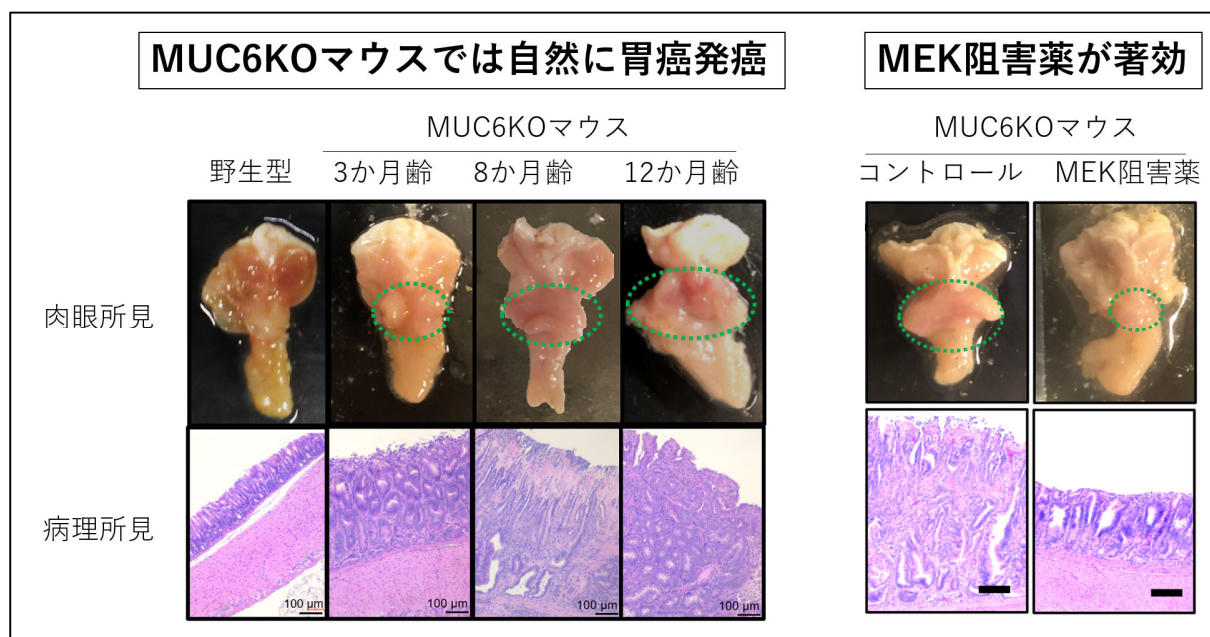 MUC6KOマウスでは自然に胃癌発癌
MEK阻害薬が著効
MUC6KOマウス
MUC6KOマウス
野生型
3か月齢
8か月齢
12か月齢
コントロール
MEK阻害薬
肉眼所見
病理所見
100 μm
100 μm
100 μm
100 μm